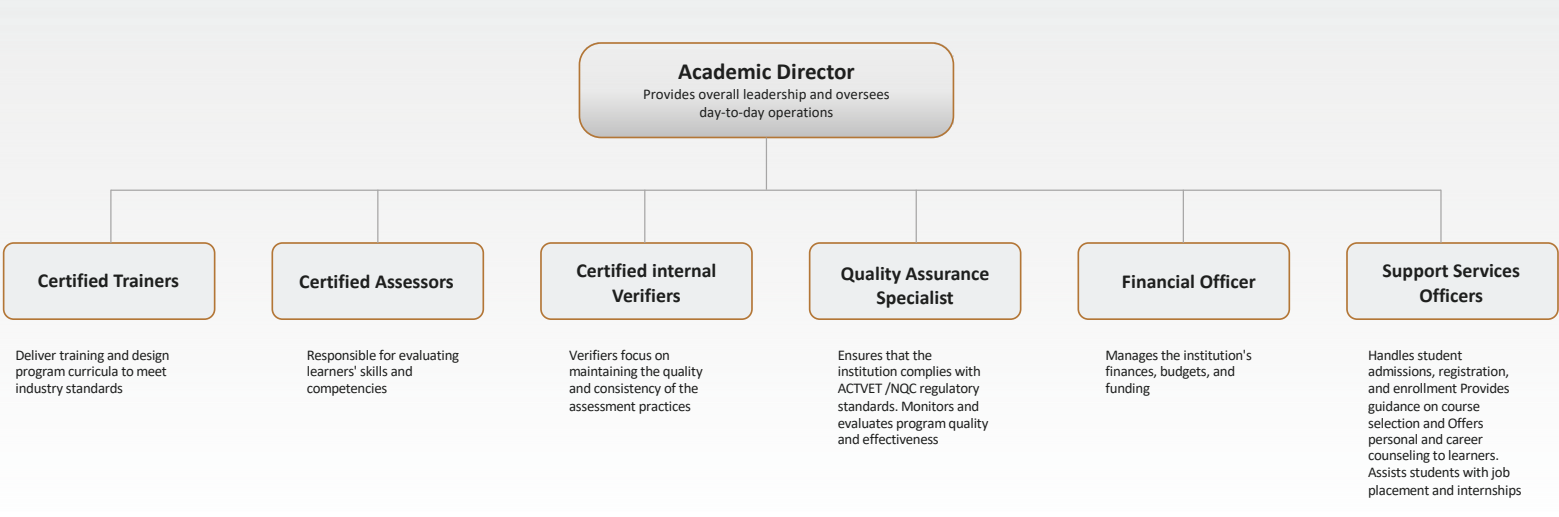 Academic Director
Provides overall leadership and oversees
day-to-day operations
Certified Trainers
Certified Assessors
Certified internal
Verifiers
Quality Assurance
Specialist
Financial Officer
Support Services
Officers
Deliver training and design
program curricula to meet
industry standards
Responsible for evaluating
learners' skills and
competencies
Verifiers focus on
maintaining the quality
and consistency of the
assessment practices
Ensures that the
institution complies with
ACTVET /NQC regulatory
standards. Monitors and
evaluates program quality
and effectiveness
Manages the institution's
finances, budgets, and
funding
Handles student
admissions, registration,
and enrollment Provides
guidance on course
selection and Offers
personal and career
counseling to learners.
Assists students with job
placement and internships